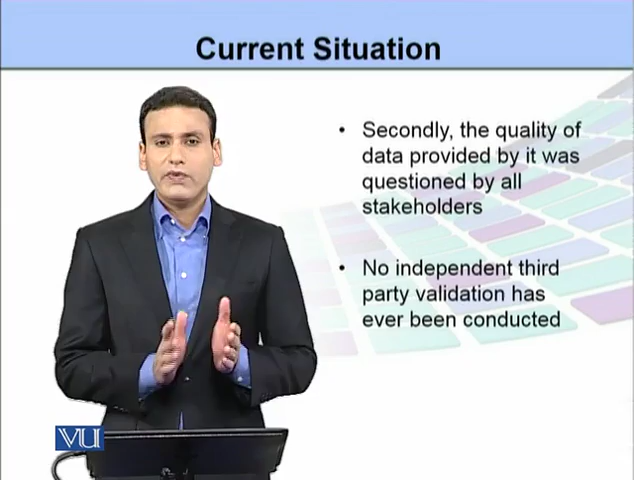 Current Situation
• Secondly, the quality of
data provided by it was
questioned by all
stakeholders
• No independent third
party validation has
ever been conducted
VU